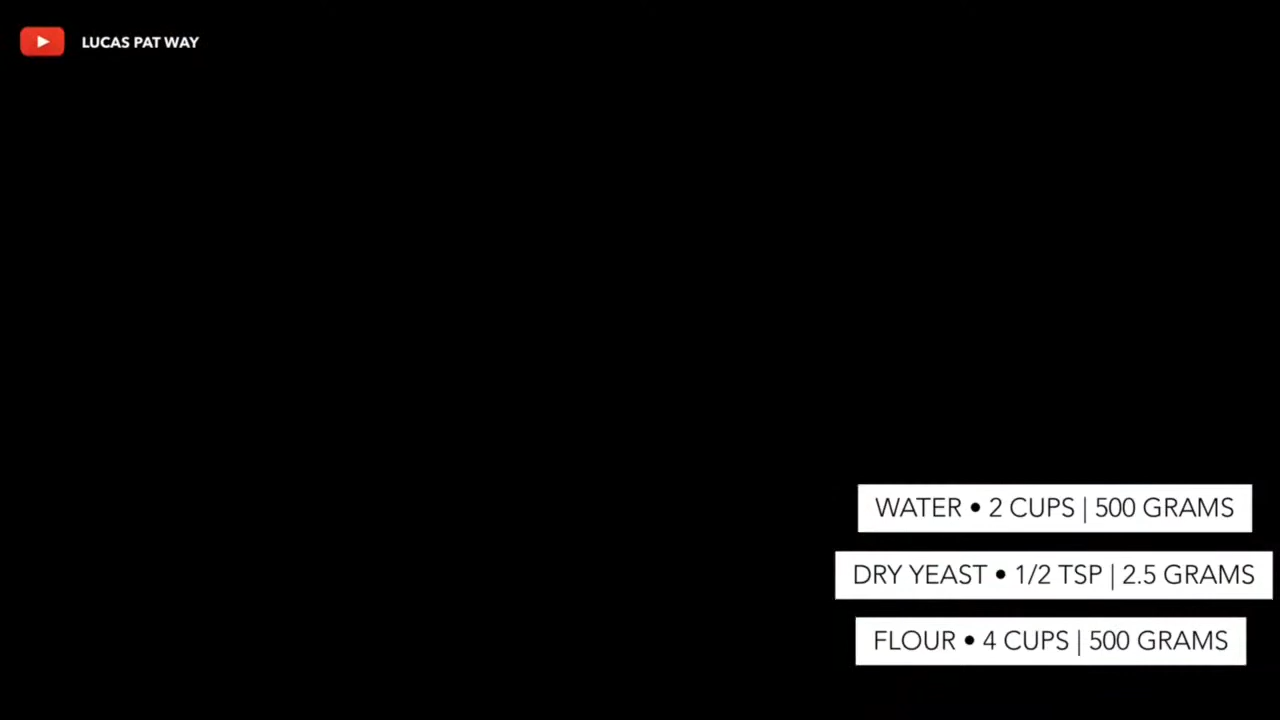 LUCAS PAT WAY
WATER • 2 CUPS | 500 GRAMS
DRY YEAST • 1/2 TSP | 2.5 GRAMS
FLOUR • 4 CUPS | 500 GRAMS